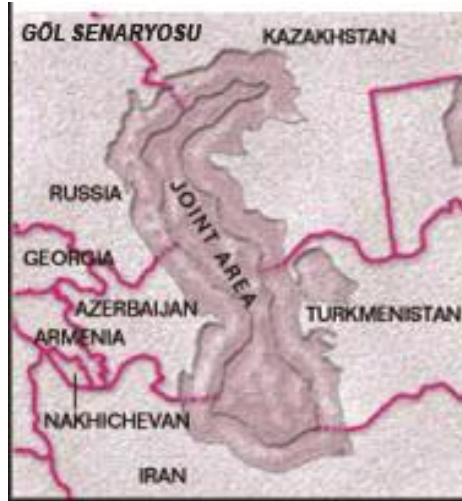 GÖL SENARYOSU
KAZAKHSTAN
RUSSIA
JOINT AREA
GEORGIA
AZERBAIJAN
TURKMENISTAN
ARMENIA
NAKHICHEVAN
IRAN